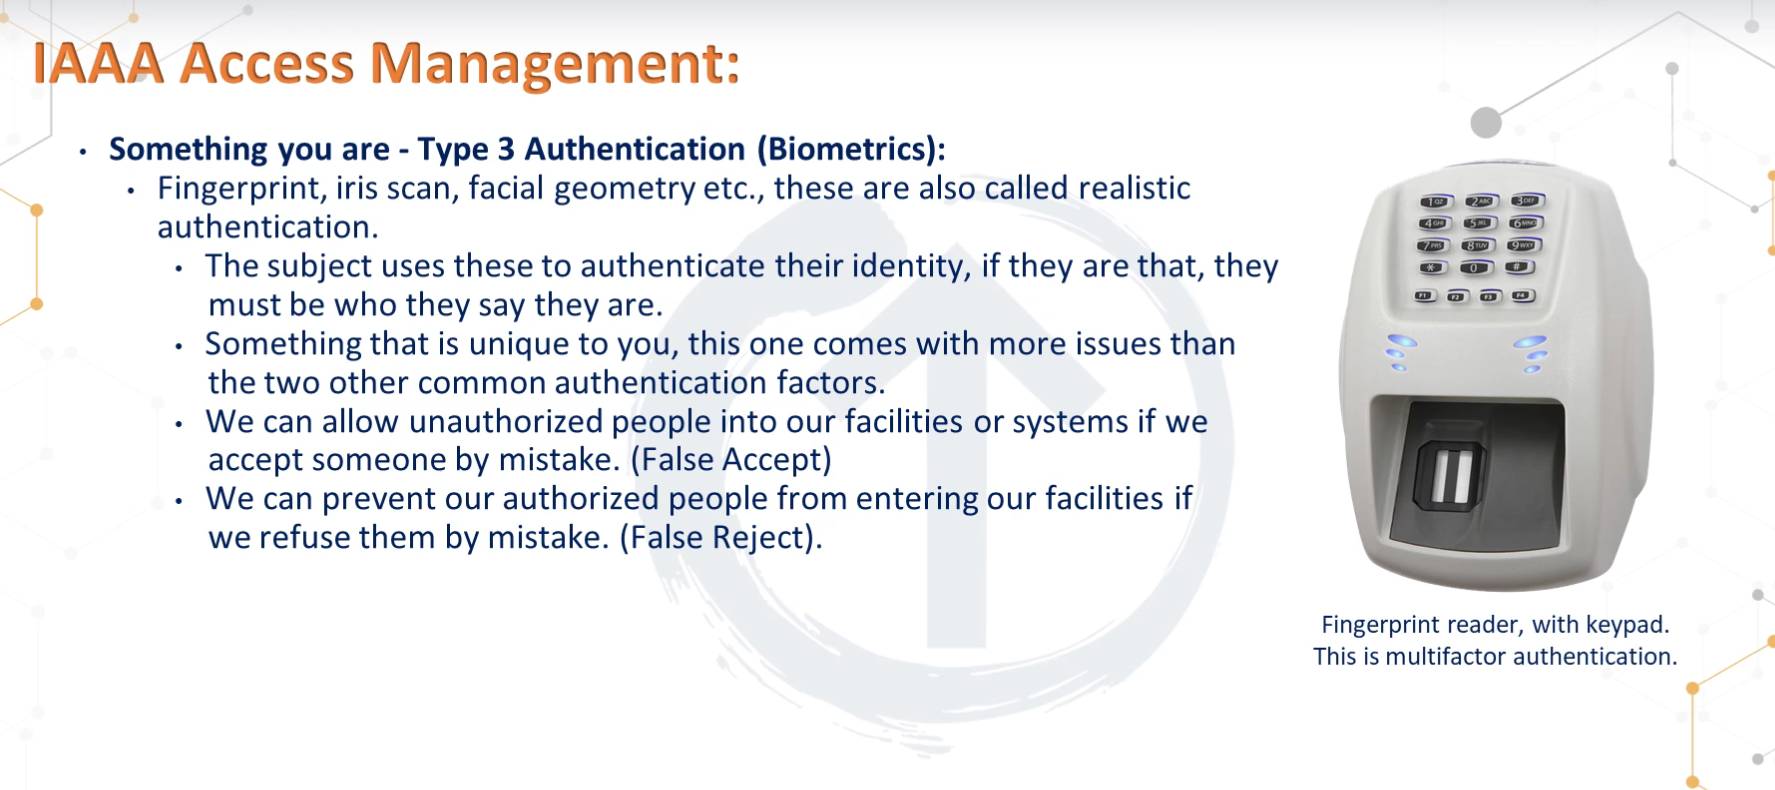 IAAA Access Management:
• Something you are - Type 3 Authentication (Biometrics):
• Fingerprint, iris scan, facial geometry etc., these are also called realistic
authentication.
• The subject uses these to authenticate their identity, if they are that, they
must be who they say they are.
• Something that is unique to you, this one comes with more issues than
the two other common authentication factors.
• We can allow unauthorized people into our facilities or systems if we
accept someone by mistake. (False Accept)
• We can prevent our authorized people from entering our facilities if
we refuse them by mistake. (False Reject).
1 QZ 2 ABC 3 DEF
4 GHI 5 JKL 6 MNO
7 PRS 8 TUV 9 WXY
* 0 #
F1 F2 F3 F4
Fingerprint reader, with keypad.
This is multifactor authentication.